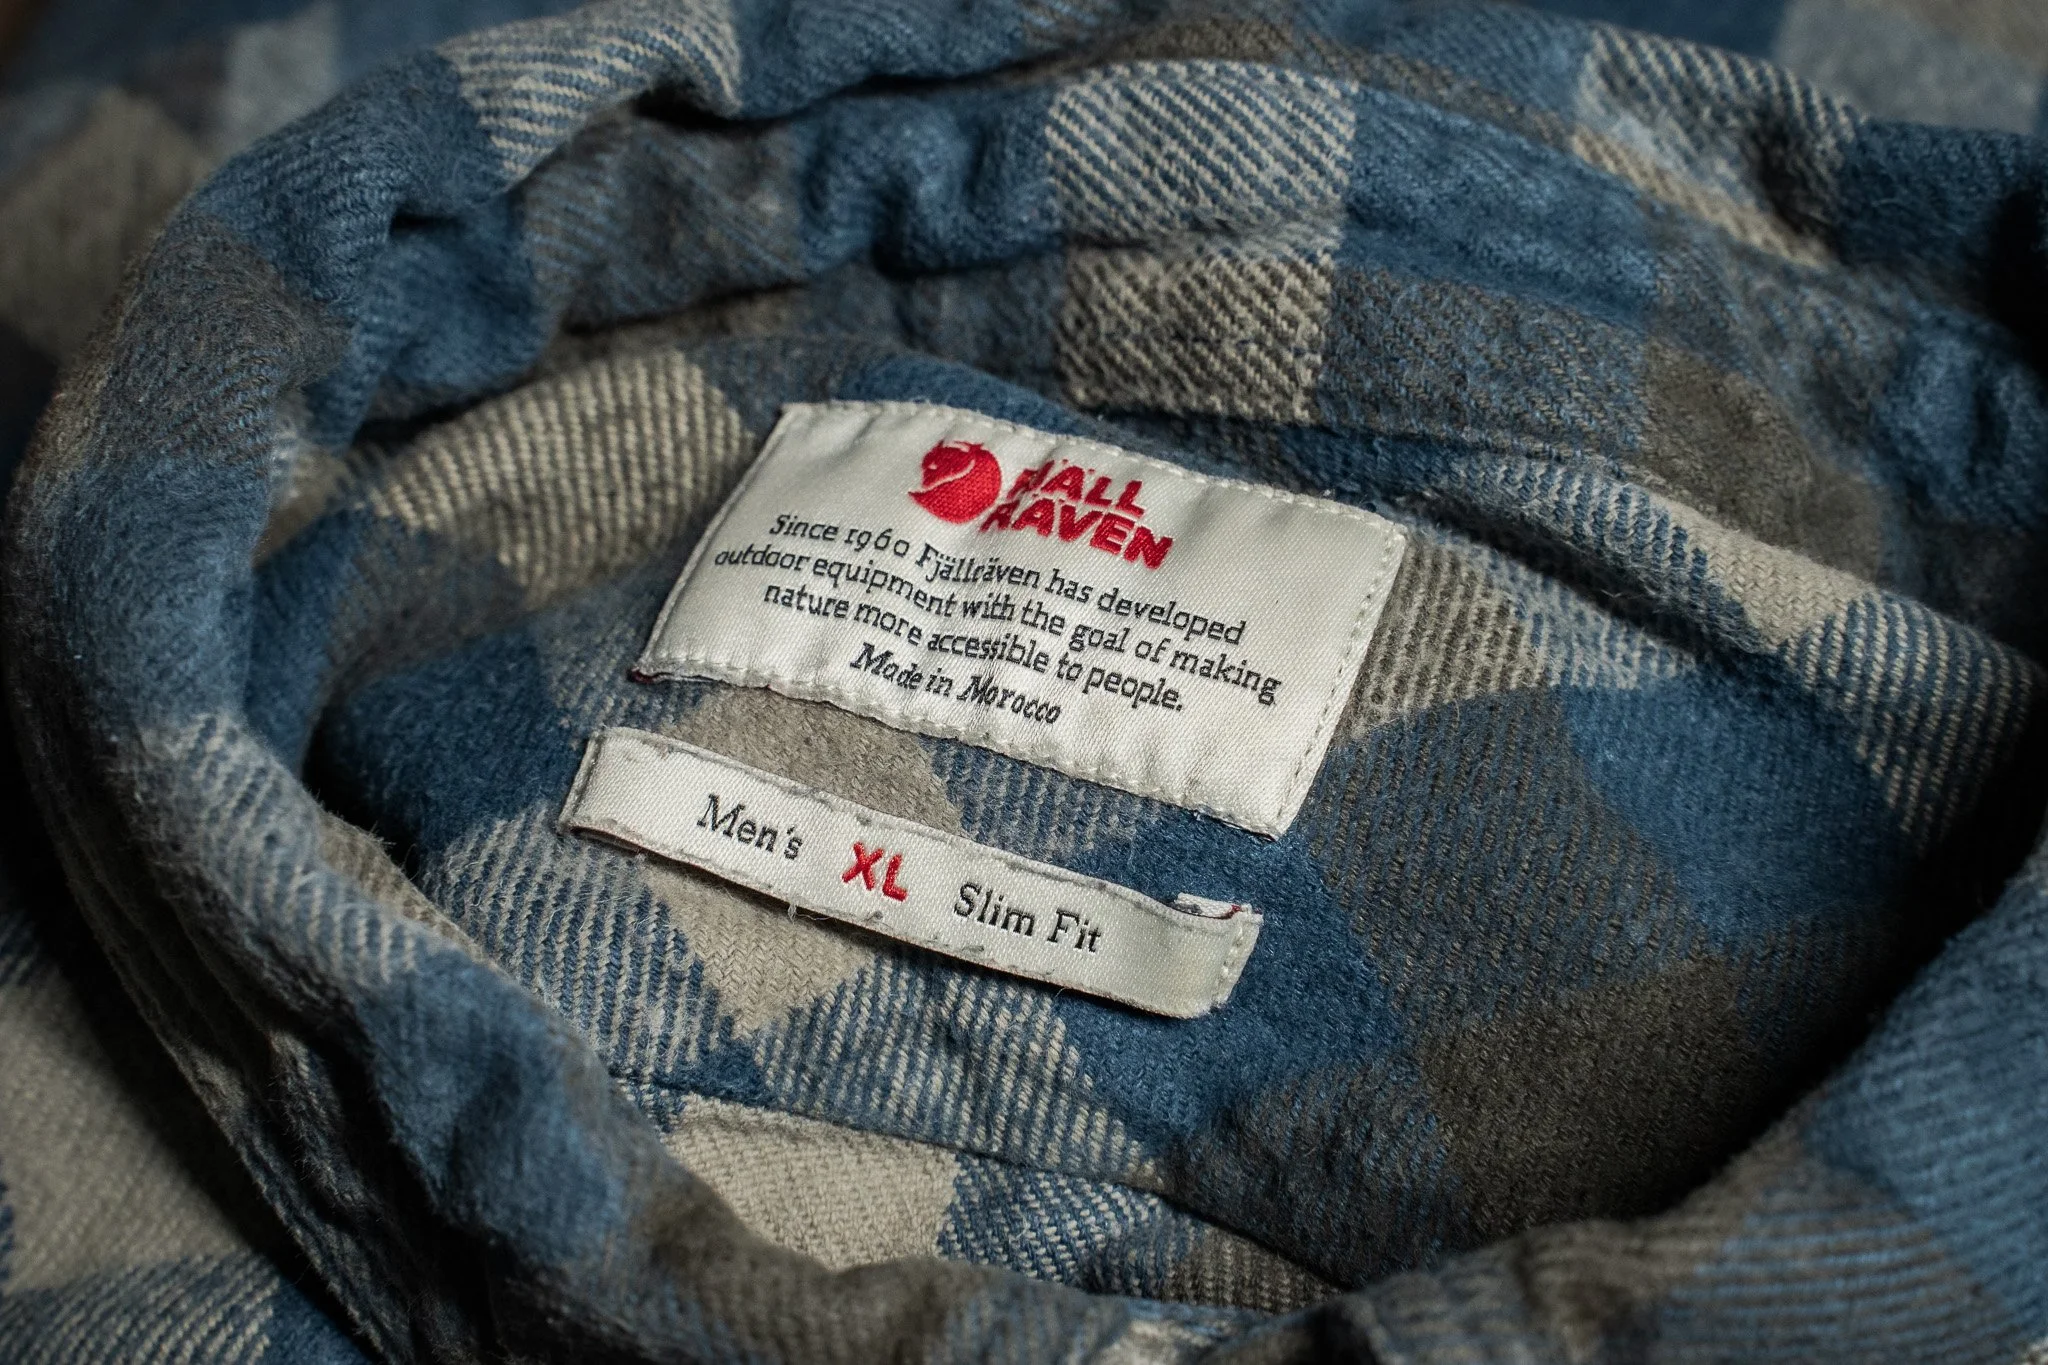 FJÄLL
RÄVEN
Since 1960 Fjällräven has developed
outdoor equipment with the goal of making
nature more accessible to people.
Made in Morocco
Men's XL Slim Fit